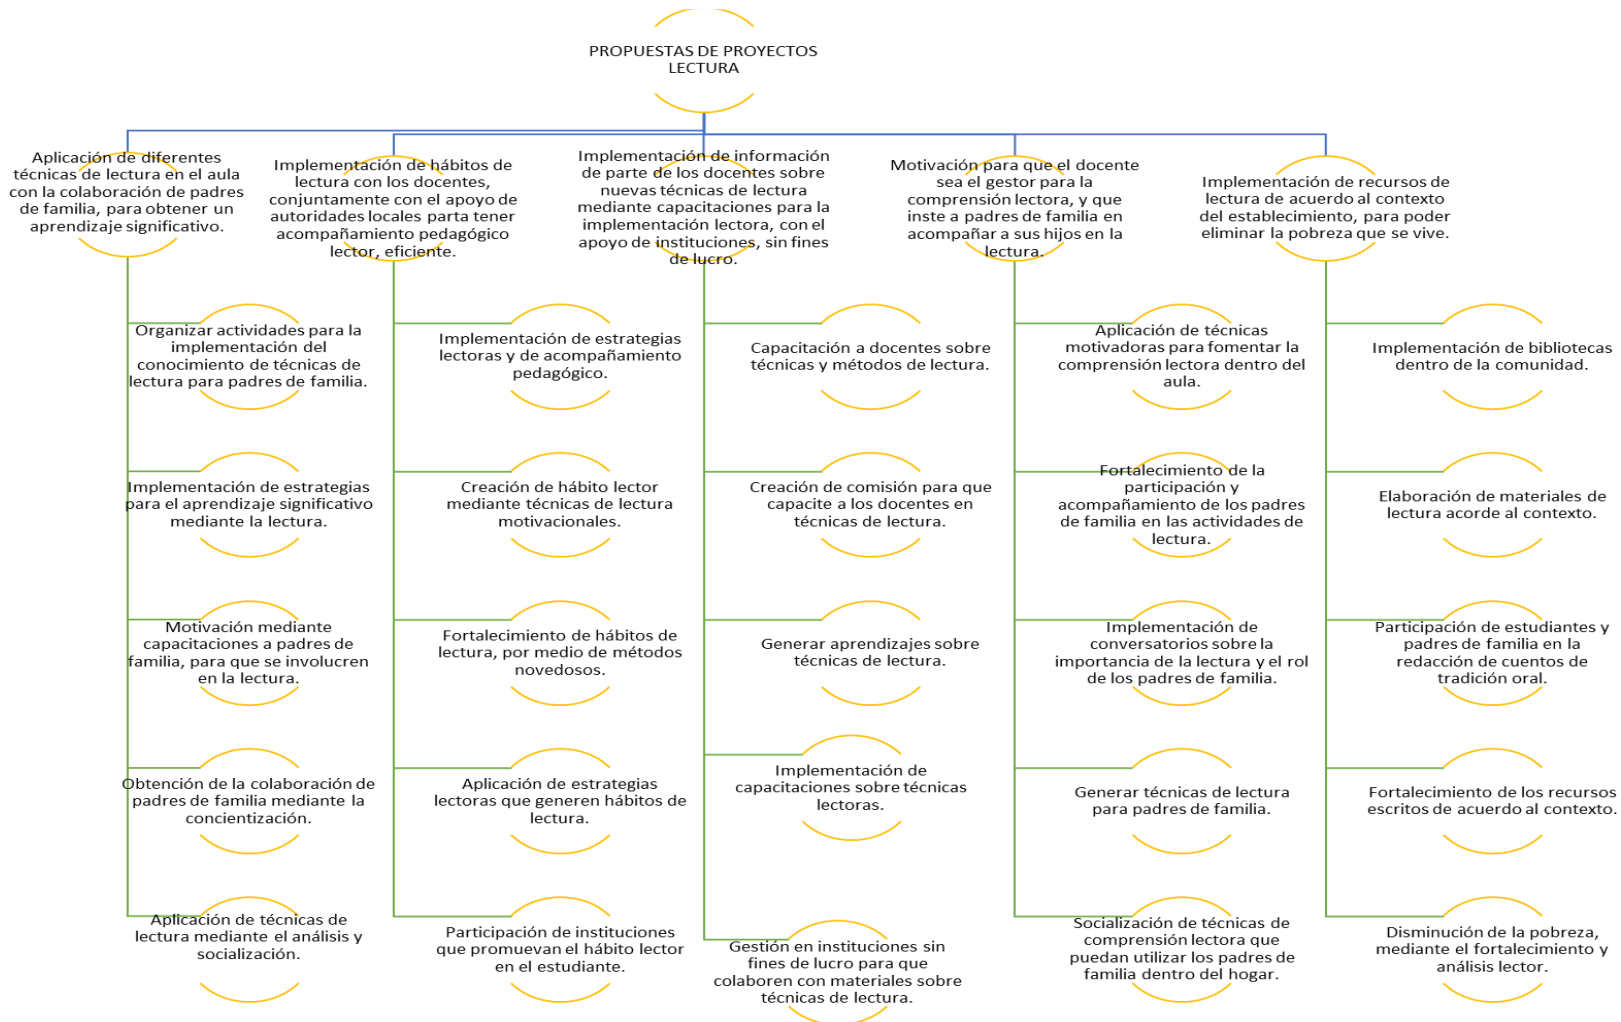 PROPUESTAS DE PROYECTOS
LECTURA
Aplicación de diferentes
técnicas de lectura en el aula
con la colaboración de padres
de familia, para obtener un
aprendizaje significativo.
Organizar actividades para la
implementación del
conocimiento de técnicas de
lectura para padres de familia.
Implementación de estrategias
para el aprendizaje significativo
mediante la lectura.
Motivación mediante
capacitaciones a padres de
familia, para que se involucren
en la lectura.
Obtención de la colaboración de
padres de familia mediante la
concientización.
Aplicación de técnicas de
lectura mediante el análisis y
socialización.
Implementación de hábitos de
lectura con los docentes,
conjuntamente con el apoyo de
autoridades locales parta tener
acompañamiento pedagógico
lector, eficiente.
Implementación de estrategias
lectoras y de acompañamiento
pedagógico.
Creación de hábito lector
mediante técnicas de lectura
motivacionales.
Fortalecimiento de hábitos de
lectura, por medio de métodos
novedosos.
Aplicación de estrategias
lectoras que generen hábitos de
lectura.
Participación de instituciones
que promuevan el hábito lector
en el estudiante.
Implementación de información
de parte de los docentes sobre
nuevas técnicas de lectura
mediante capacitaciones para la
implementación lectora, con el
apoyo de instituciones, sin fines
de lucro.
Capacitación a docentes sobre
técnicas y métodos de lectura.
Creación de comisión para que
capacite a los docentes en
técnicas de lectura.
Generar aprendizajes sobre
técnicas de lectura.
Implementación de
capacitaciones sobre técnicas
lectoras.
Gestión en instituciones sin
fines de lucro para que
colaboren con materiales sobre
técnicas de lectura.
Motivación para que el docente
sea el gestor para la
comprensión lectora, y que
inste a padres de familia en
acompañar a sus hijos en la
lectura.
Aplicación de técnicas
motivadoras para fomentar la
comprensión lectora dentro del
aula.
Fortalecimiento de la
participación y
acompañamiento de los padres
de familia en las actividades de
lectura.
Implementación de
conversatorios sobre la
importancia de la lectura y el rol
de los padres de familia.
Generar técnicas de lectura
para padres de familia.
Socialización de técnicas de
comprensión lectora que
puedan utilizar los padres de
familia dentro del hogar.
Implementación de recursos de
lectura de acuerdo al contexto
del establecimiento, para poder
eliminar la pobreza que se vive.
Implementación de bibliotecas
dentro de la comunidad.
Elaboración de materiales de
lectura acorde al contexto.
Participación de estudiantes y
padres de familia en la
redacción de cuentos de
tradición oral.
Fortalecimiento de los recursos
escritos de acuerdo al contexto.
Disminución de la pobreza,
mediante el fortalecimiento y
análisis lector.